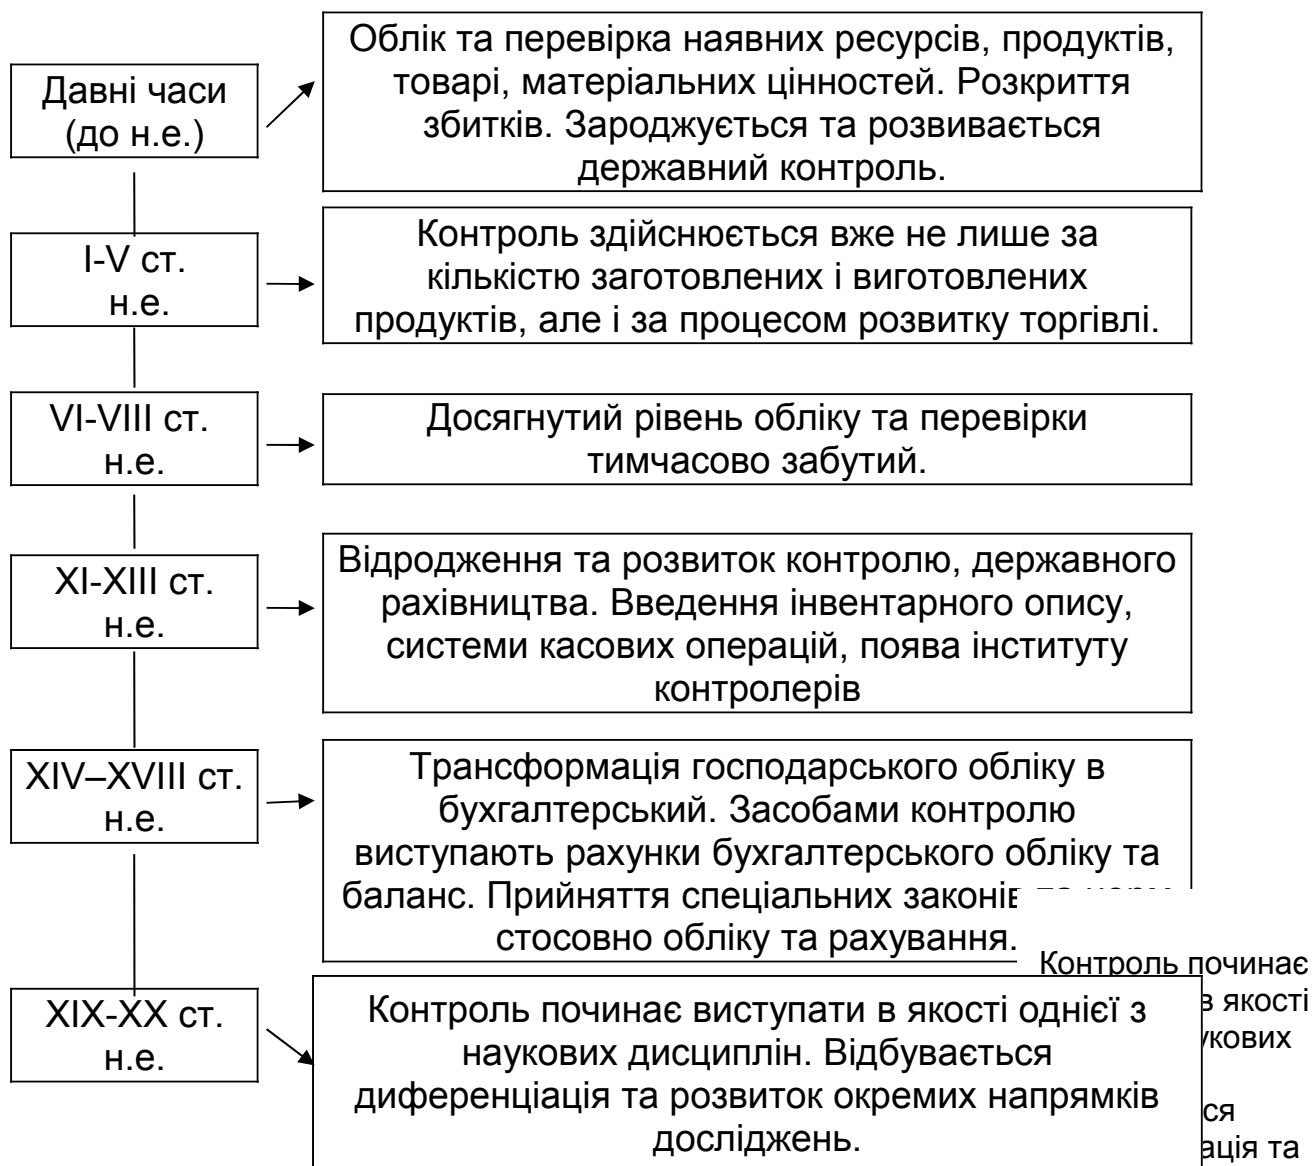 Давні часи
(до н.е.)
Облік та перевірка наявних ресурсів, продуктів,
товарі, матеріальних цінностей. Розкриття
збитків. Зароджується та розвивається
державний контроль.
I-V ст.
н.е.
Контроль здійснюється вже не лише за
кількістю заготовлених і виготовлених
продуктів, але і за процесом розвитку торгівлі.
VI-VIII ст.
н.е.
Досягнутий рівень обліку та перевірки
тимчасово забутий.
XI-XIII ст.
н.е.
Відродження та розвиток контролю, державного
рахівництва. Введення інвентарного опису,
системи касових операцій, поява інституту
контролерів
XIV–XVIII ст.
н.е.
Трансформація господарського обліку в
бухгалтерський. Засобами контролю
виступають рахунки бухгалтерського обліку та
баланс. Прийняття спеціальних законів
стосовно обліку та рахування.
XIX-XX ст.
н.е.
Контроль починає виступати в якості однієї з
наукових дисциплін. Відбувається
диференціація та розвиток окремих напрямків
досліджень.
Контроль починає
в якості
укових
ся
ація та